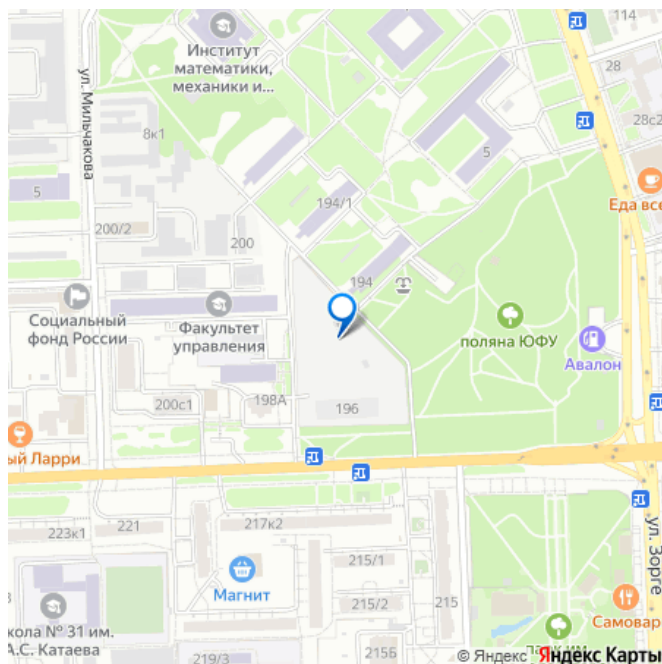 114
Институт
математики,
механики и...
28
28с2
ул. Мильчакова
8к1
5
5
Еда все
194/1
200/2
200
194
Социальный
фонд России
Факультет
управления
поляна ЮФУ
Авалон
200с1
198А
196
ый Ларри
223к1
221
217к2
215/1
Магнит
215/2
215
ул. Зорге
Самовар
кола № 31 им.
А.С. Катаева
219/3
215б
парк им.
© Яндекс Яндекс Карты